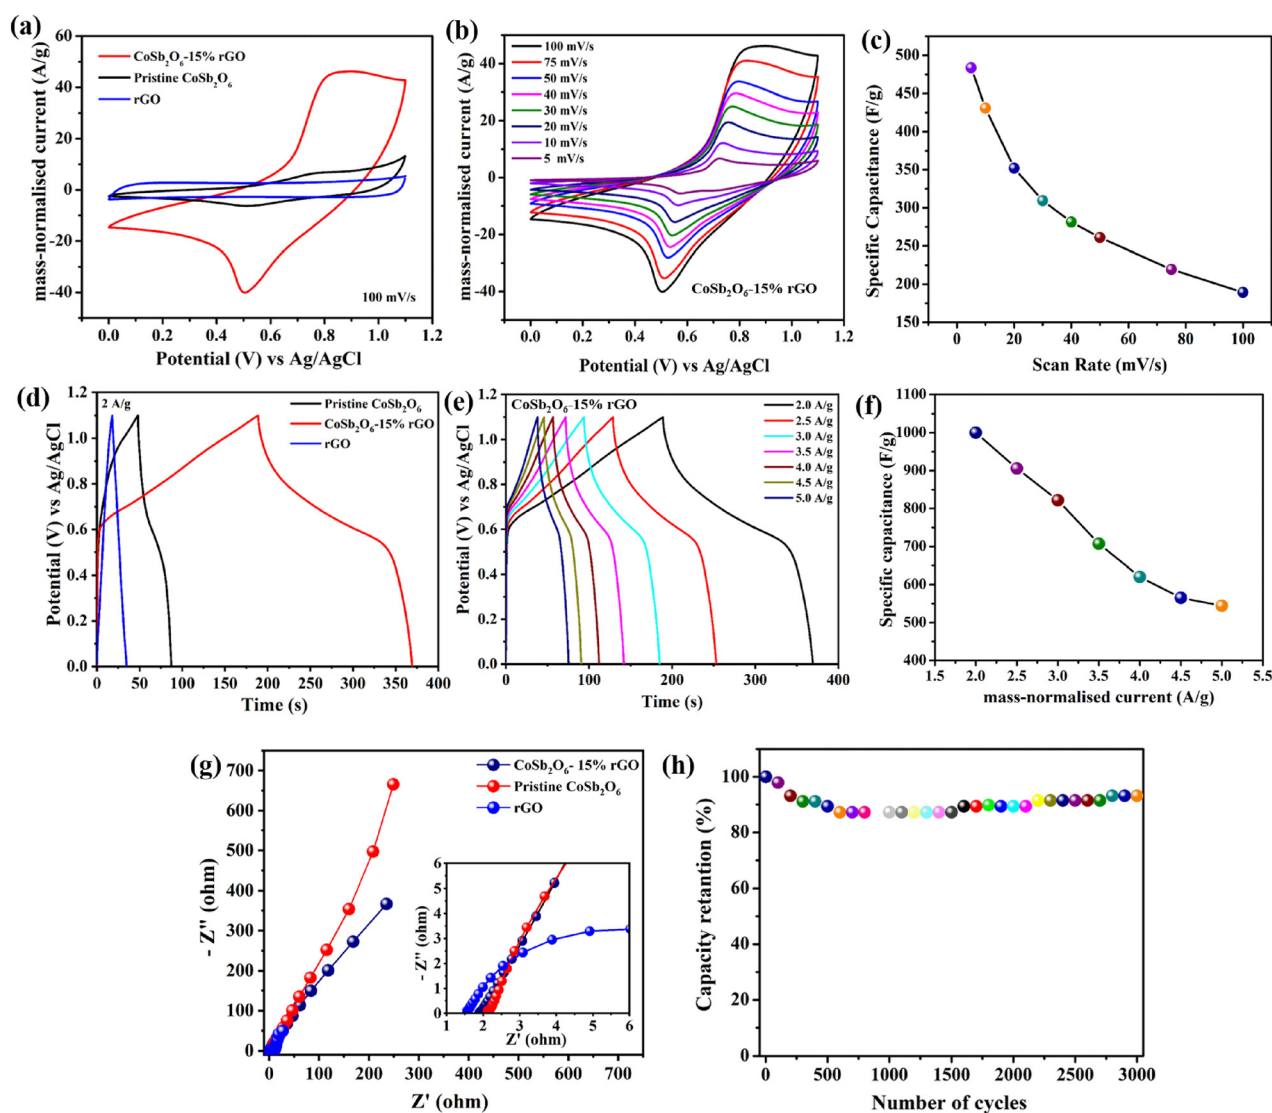 (a)
mass-normalised current (A/g)
60
40
20
0
-20
-40
CoSb2O6-15% rGO
Pristine CoSb2O6
rGO
100 mV/s
0.0 0.2 0.4 0.6 0.8 1.0 1.2
Potential (V) vs Ag/AgCl
(b)
mass-normalised current (A/g)
40
20
0
-20
-40
100 mV/s
75 mV/s
50 mV/s
40 mV/s
30 mV/s
20 mV/s
10 mV/s
5 mV/s
CoSb2O6-15% rGO
0.0 0.2 0.4 0.6 0.8 1.0 1.2
Potential (V) vs Ag/AgCl
(c)
Specific Capacitance (F/g)
500
450
400
350
300
250
200
150
0 20 40 60 80 100
Scan Rate (mV/s)
(d)
Potential (V) vs Ag/AgCl
1.2
1.0
0.8
0.6
0.4
0.2
0.0
2 A/g
Pristine CoSb2O6
CoSb2O6-15% rGO
rGO
0 50 100 150 200 250 300 350 400
Time (s)
(e)
Potential (V) vs Ag/AgCl
1.2
1.0
0.8
0.6
0.4
0.2
0.0
CoSb2O6-15% rGO
2.0 A/g
2.5 A/g
3.0 A/g
3.5 A/g
4.0 A/g
4.5 A/g
5.0 A/g
0 100 200 300 400
Time (s)
(f)
Specific capacitance (F/g)
1100
1000
900
800
700
600
500
400
1.5 2.0 2.5 3.0 3.5 4.0 4.5 5.0 5.5
mass-normalised current (A/g)
(g)
- Z'' (ohm)
700
600
500
400
300
200
100
0
CoSb2O6- 15% rGO
Pristine CoSb2O6
rGO
- Z'' (ohm)
6
5
4
3
2
1
0
1 2 3 4 5 6
Z' (ohm)
0 100 200 300 400 500 600 700
Z' (ohm)
(h)
Capacity retantion (%)
100
80
60
40
20
0
0 500 1000 1500 2000 2500 3000
Number of cycles